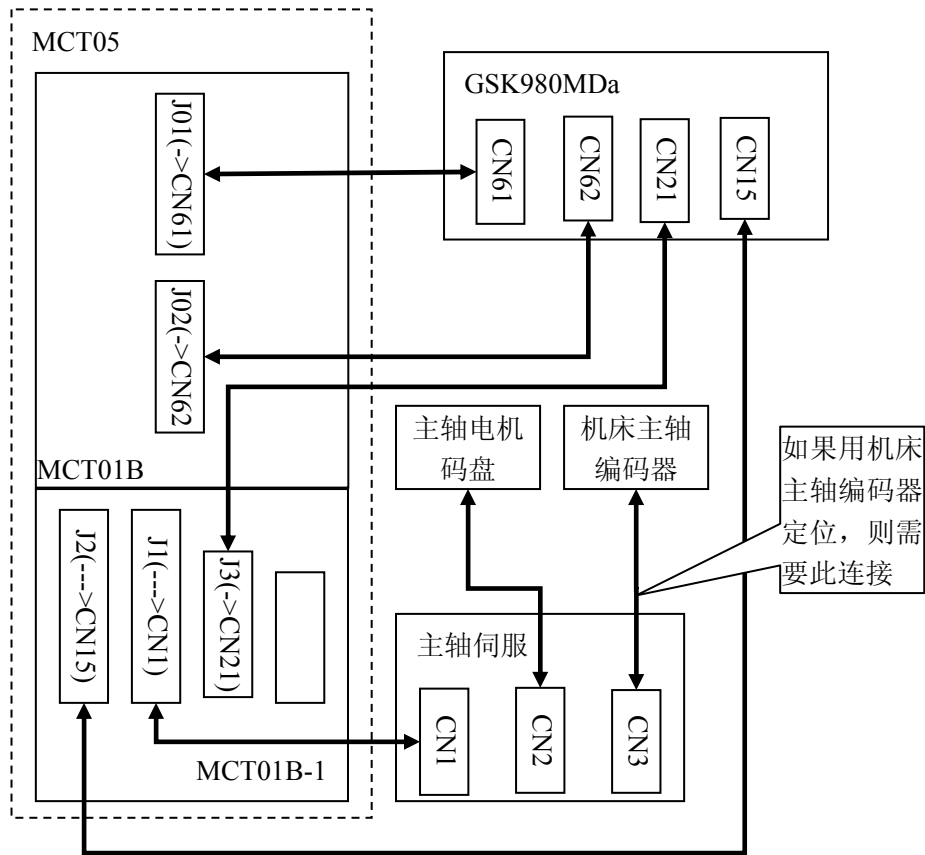 MCT05
GSK980MDa
J01(->CN61)
CN61
CN62
CN21
CN15
J02(->CN62
主轴电机
码盘
机床主轴
编码器
如果用机床
主轴编码器
定位，则需
要此连接
MCT01B
J2(--->CN15)
J1(--->CN1)
J3(->CN21)
主轴伺服
CN1
CN2
CN3
MCT01B-1